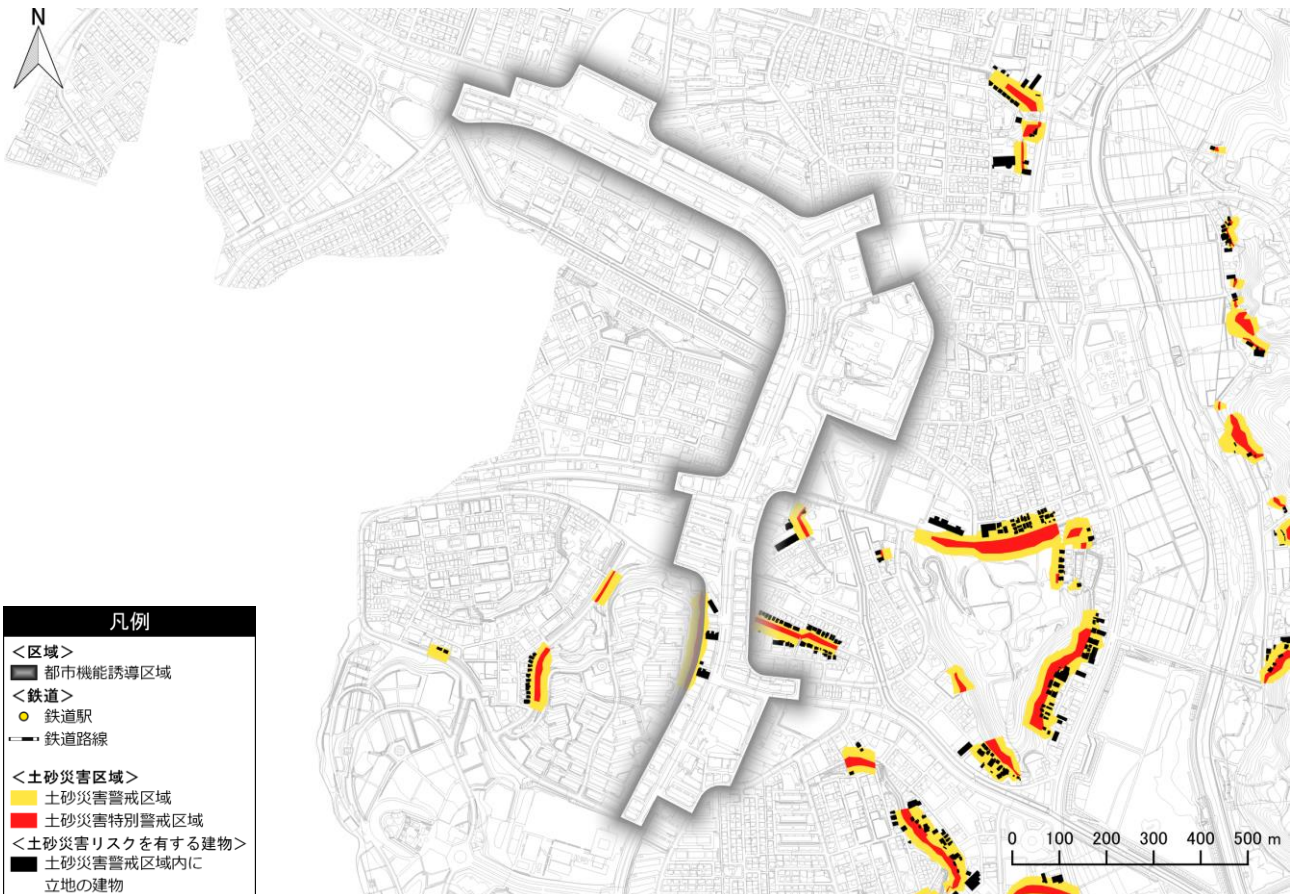 N
凡例
＜区域＞
都市機能誘導区域
＜鉄道＞
鉄道駅
鉄道路線
＜土砂災害区域＞
土砂災害警戒区域
土砂災害特別警戒区域
＜土砂災害リスクを有する建物＞
土砂災害警戒区域内に
立地の建物
0 100 200 300 400 500 m